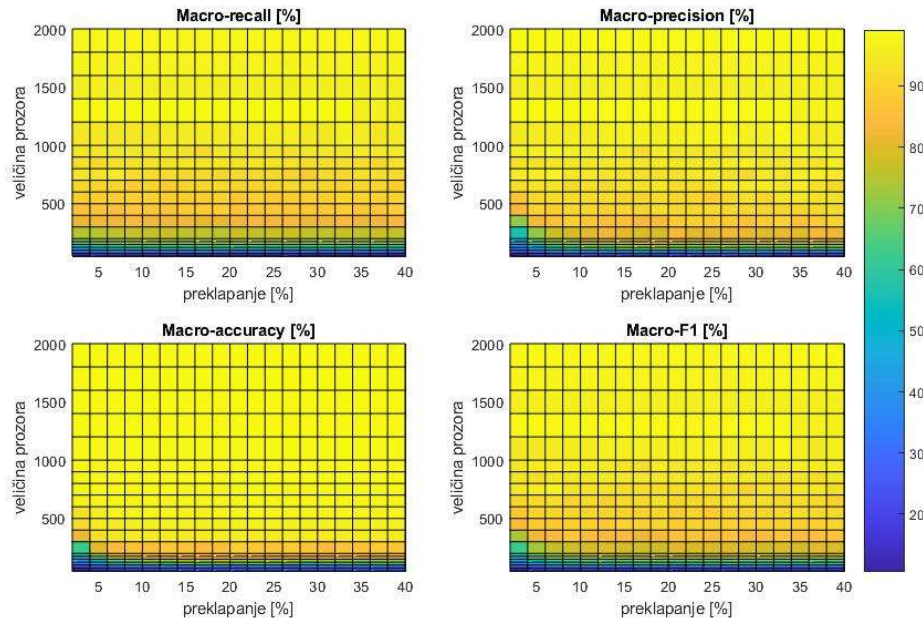 Macro-recall [%]
2000
1500
1000
500
veličina prozora
5 10 15 20 25 30 35 40
preklapanje [%]
Macro-precision [%]
2000
1500
1000
500
veličina prozora
5 10 15 20 25 30 35 40
preklapanje [%]
Macro-accuracy [%]
2000
1500
1000
500
veličina prozora
5 10 15 20 25 30 35 40
preklapanje [%]
Macro-F1 [%]
2000
1500
1000
500
veličina prozora
5 10 15 20 25 30 35 40
preklapanje [%]
90
80
70
60
50
40
30
20